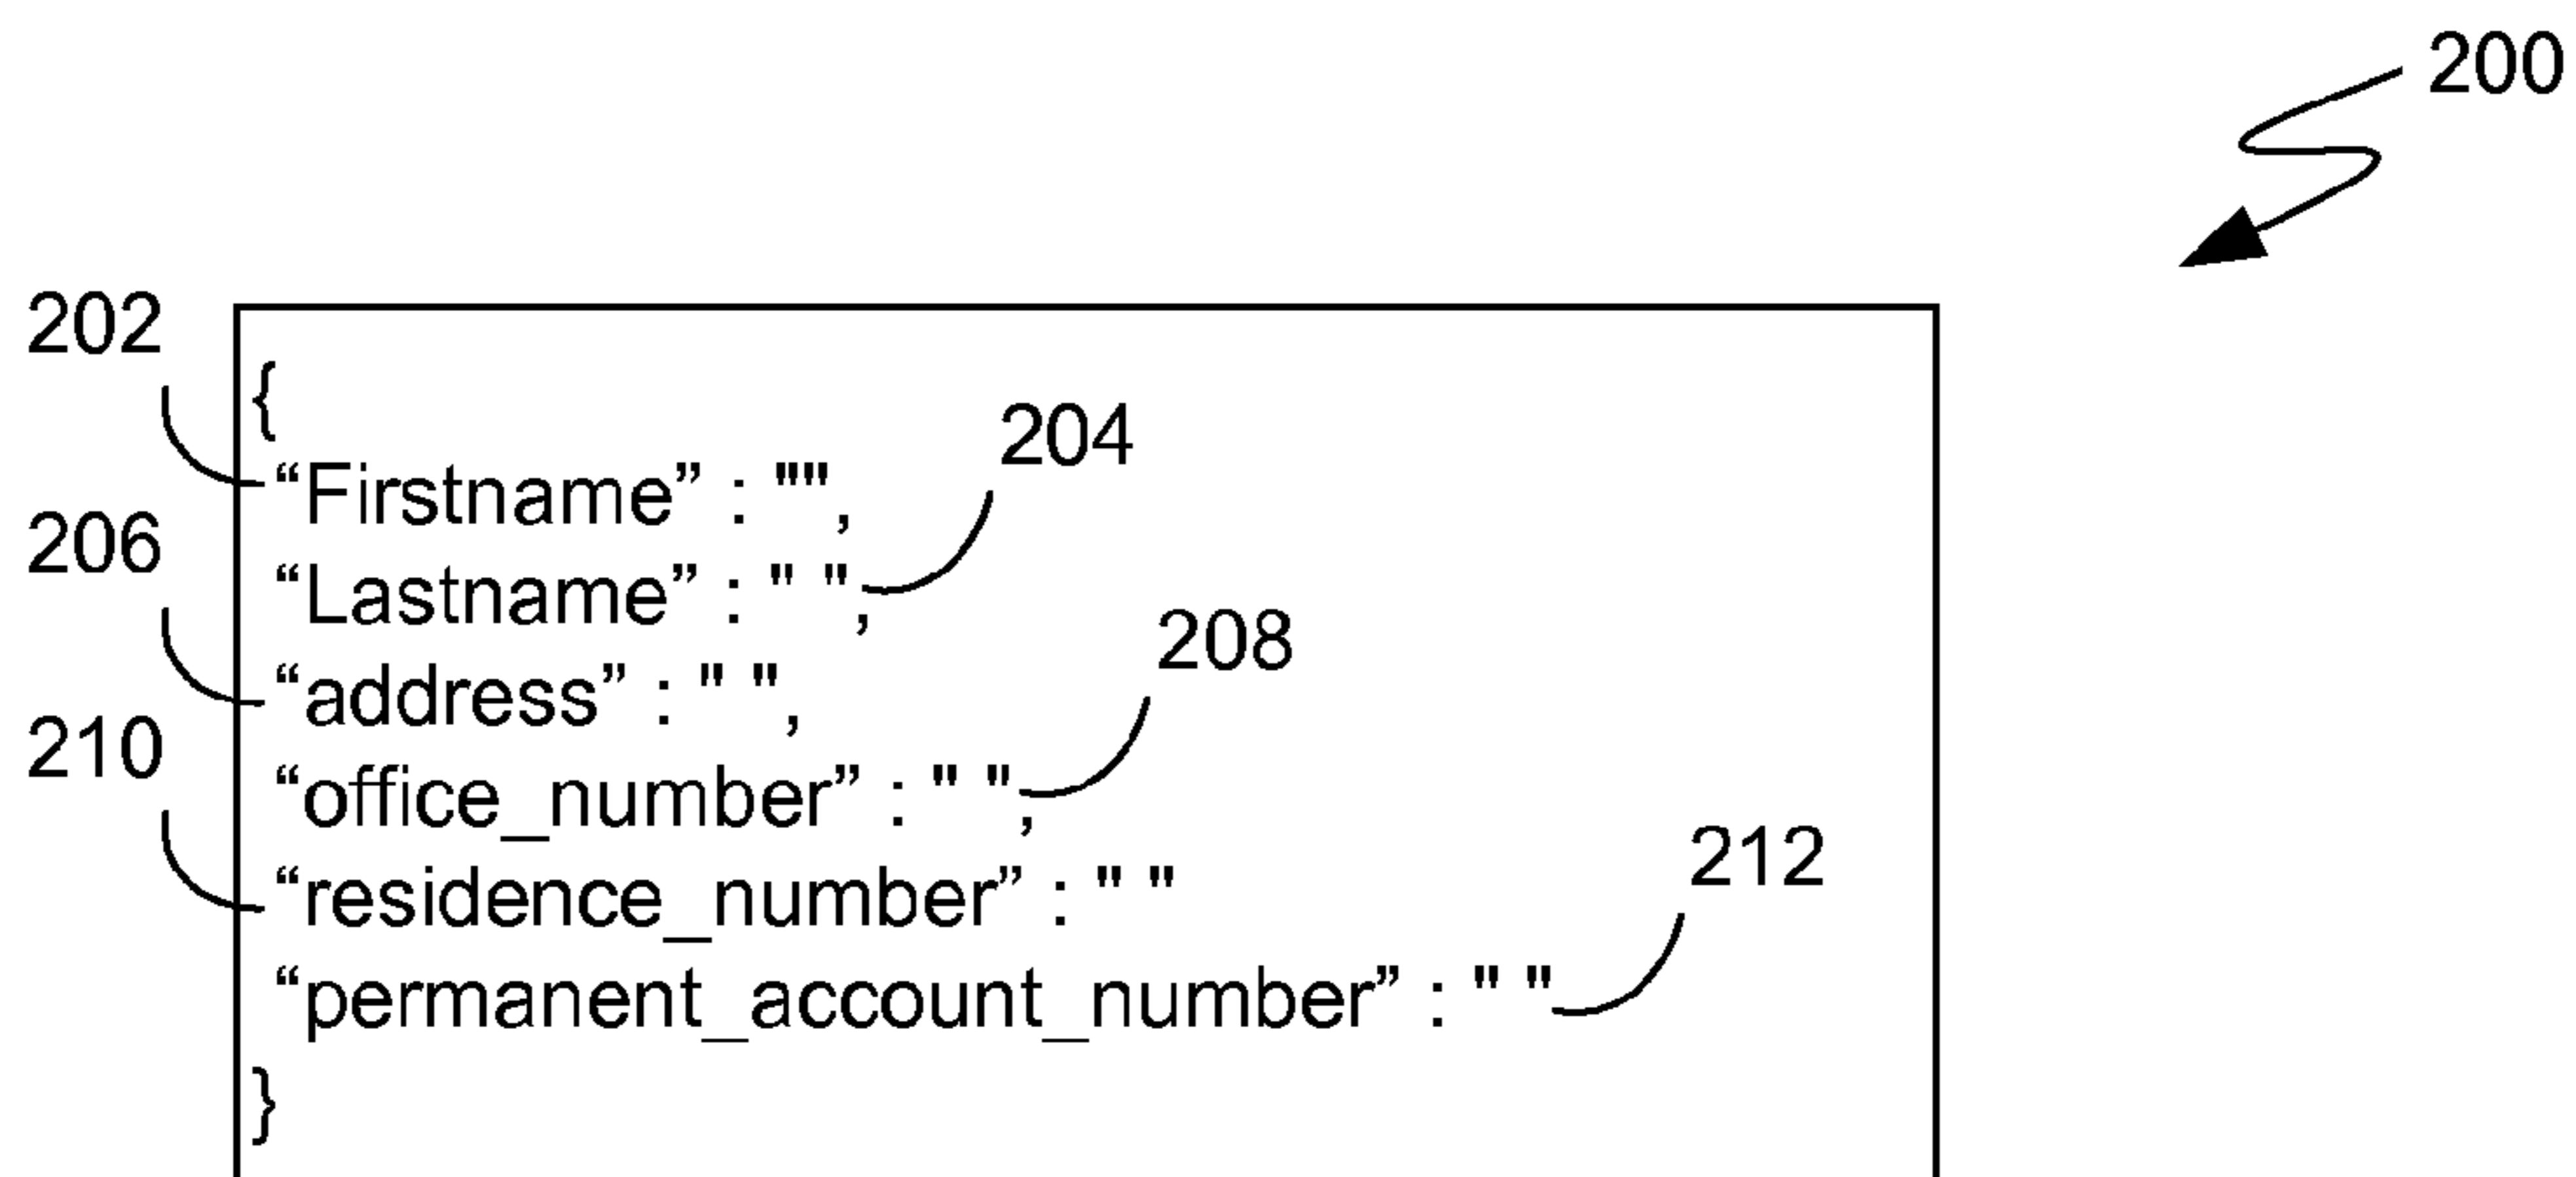 200
202
{
204
“Firstname” : "",
206
“Lastname” : " ",
208
“address” : " ",
210
“office_number” : " ",
212
“residence_number” : " "
“permanent_account_number” : " "
}